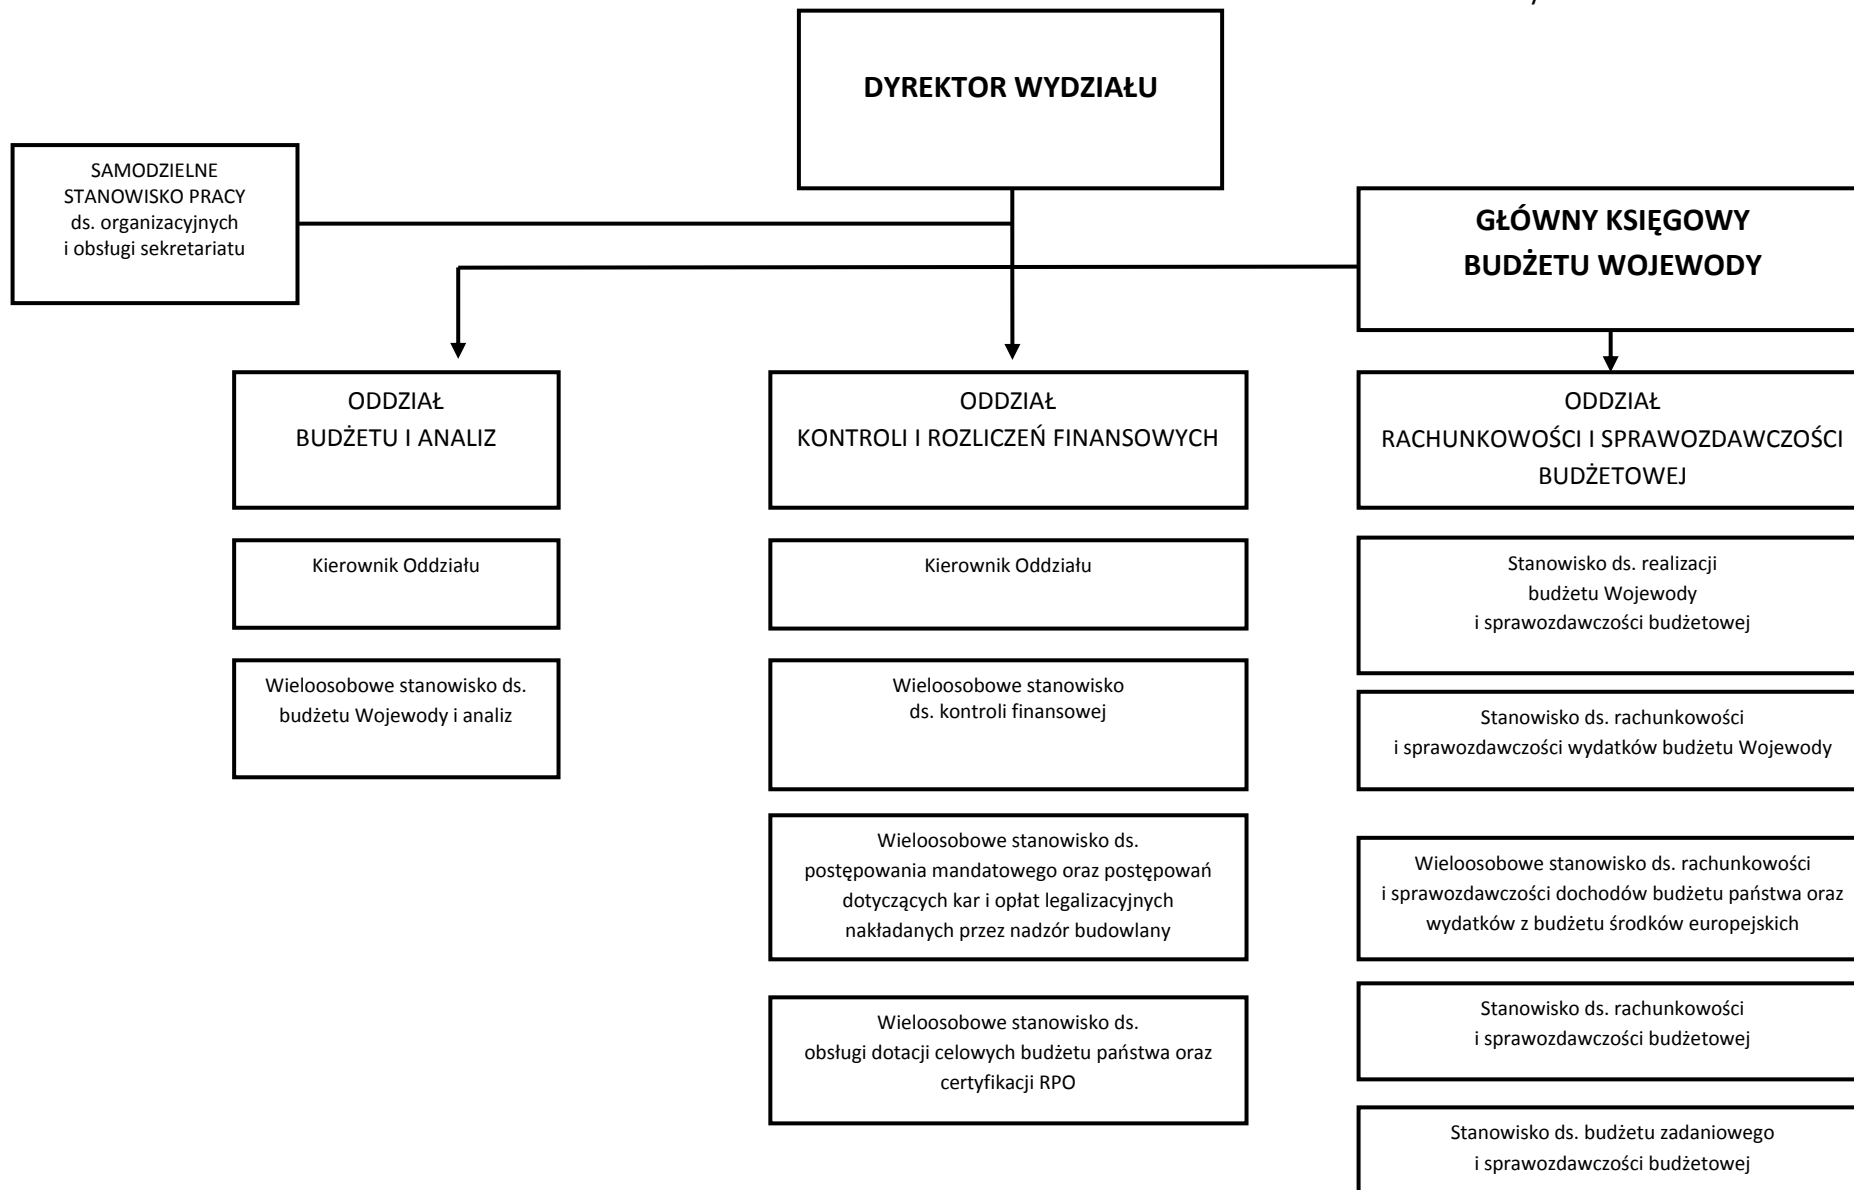 DYREKTOR WYDZIAŁU
SAMODZIELNE
STANOWISKO PRACY
ds. organizacyjnych
i obsługi sekretariatu
GŁÓWNY KSIĘGOWY
BUDŻETU WOJEWODY
ODDZIAŁ
BUDŻETU I ANALIZ
Kierownik Oddziału
Wieloosobowe stanowisko ds.
budżetu Wojewody i analiz
ODDZIAŁ
KONTROLI I ROZLICZEŃ FINANSOWYCH
Kierownik Oddziału
Wieloosobowe stanowisko
ds. kontroli finansowej
Wieloosobowe stanowisko ds.
postępowania mandatowego oraz postępowań
dotyczących kar i opłat legalizacyjnych
nakładanych przez nadzór budowlany
Wieloosobowe stanowisko ds.
obsługi dotacji celowych budżetu państwa oraz
certyfikacji RPO
ODDZIAŁ
RACHUNKOWOŚCI I SPRAWOZDAWCZOŚCI
BUDŻETOWEJ
Stanowisko ds. realizacji
budżetu Wojewody
i sprawozdawczości budżetowej
Stanowisko ds. rachunkowości
i sprawozdawczości wydatków budżetu Wojewody
Wieloosobowe stanowisko ds. rachunkowości
i sprawozdawczości dochodów budżetu państwa oraz
wydatków z budżetu środków europejskich
Stanowisko ds. rachunkowości
i sprawozdawczości budżetowej
Stanowisko ds. budżetu zadaniowego
i sprawozdawczości budżetowej